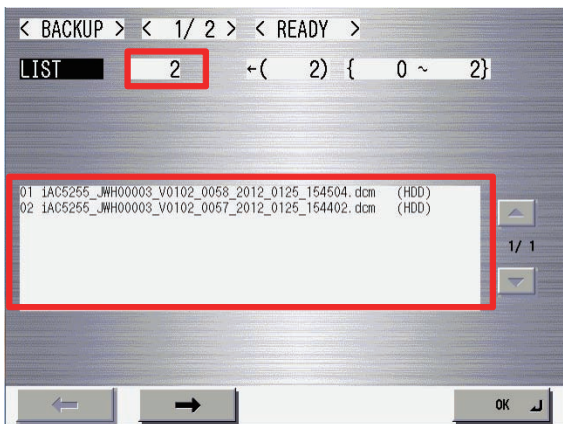 < BACKUP > < 1/ 2 > < READY >
LIST 2 ←( 2) { 0 ~ 2}
01 iAC5255_JWH00003_V0102_0058_2012_0125_154504.dcm (HDD)
02 iAC5255_JWH00003_V0102_0057_2012_0125_154402.dcm (HDD)
1/ 1
OK